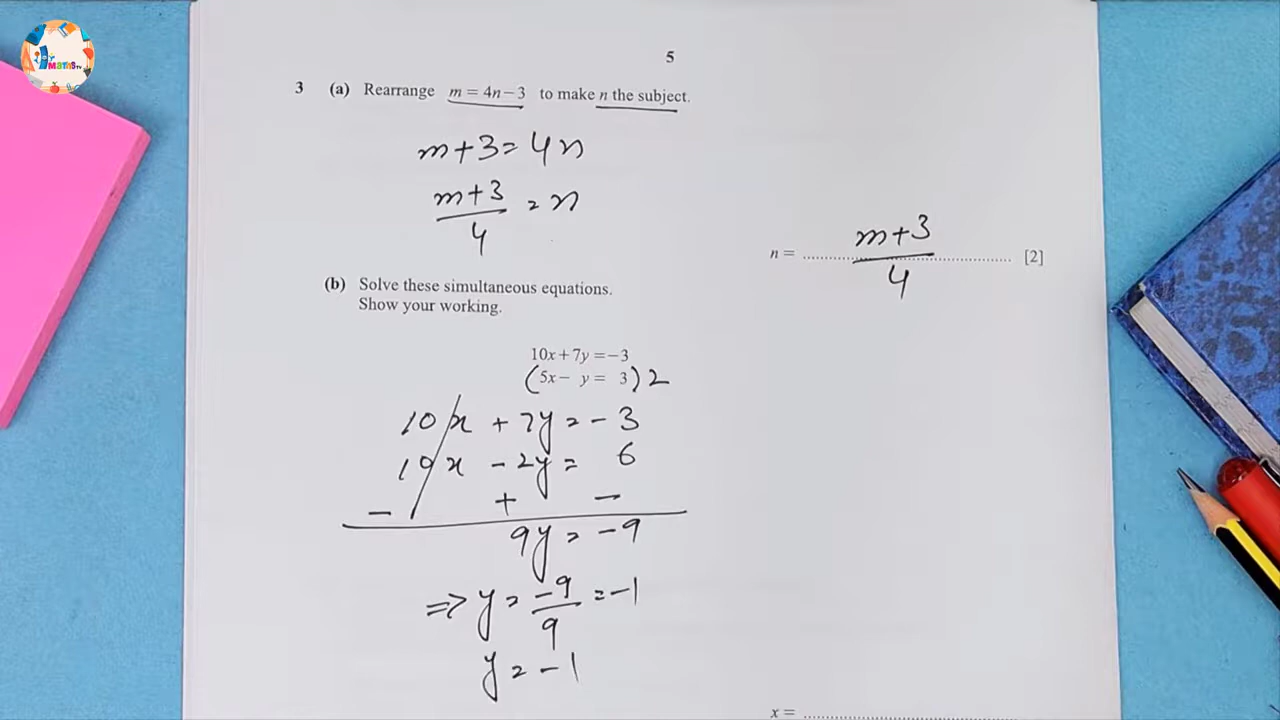 5
3 (a) Rearrange m = 4n - 3 to make n the subject.
m+3 = 4n
m+3
4
= n
n = m+3
4
[2]
(b) Solve these simultaneous equations.
Show your working.
10x + 7y = -3
(5x - y = 3) 2
10x + 7y = -3
10x - 2y = 6
- + -
9y = -9
⇒ y = -9
9
= -1
y = -1
x =
MATHS TV